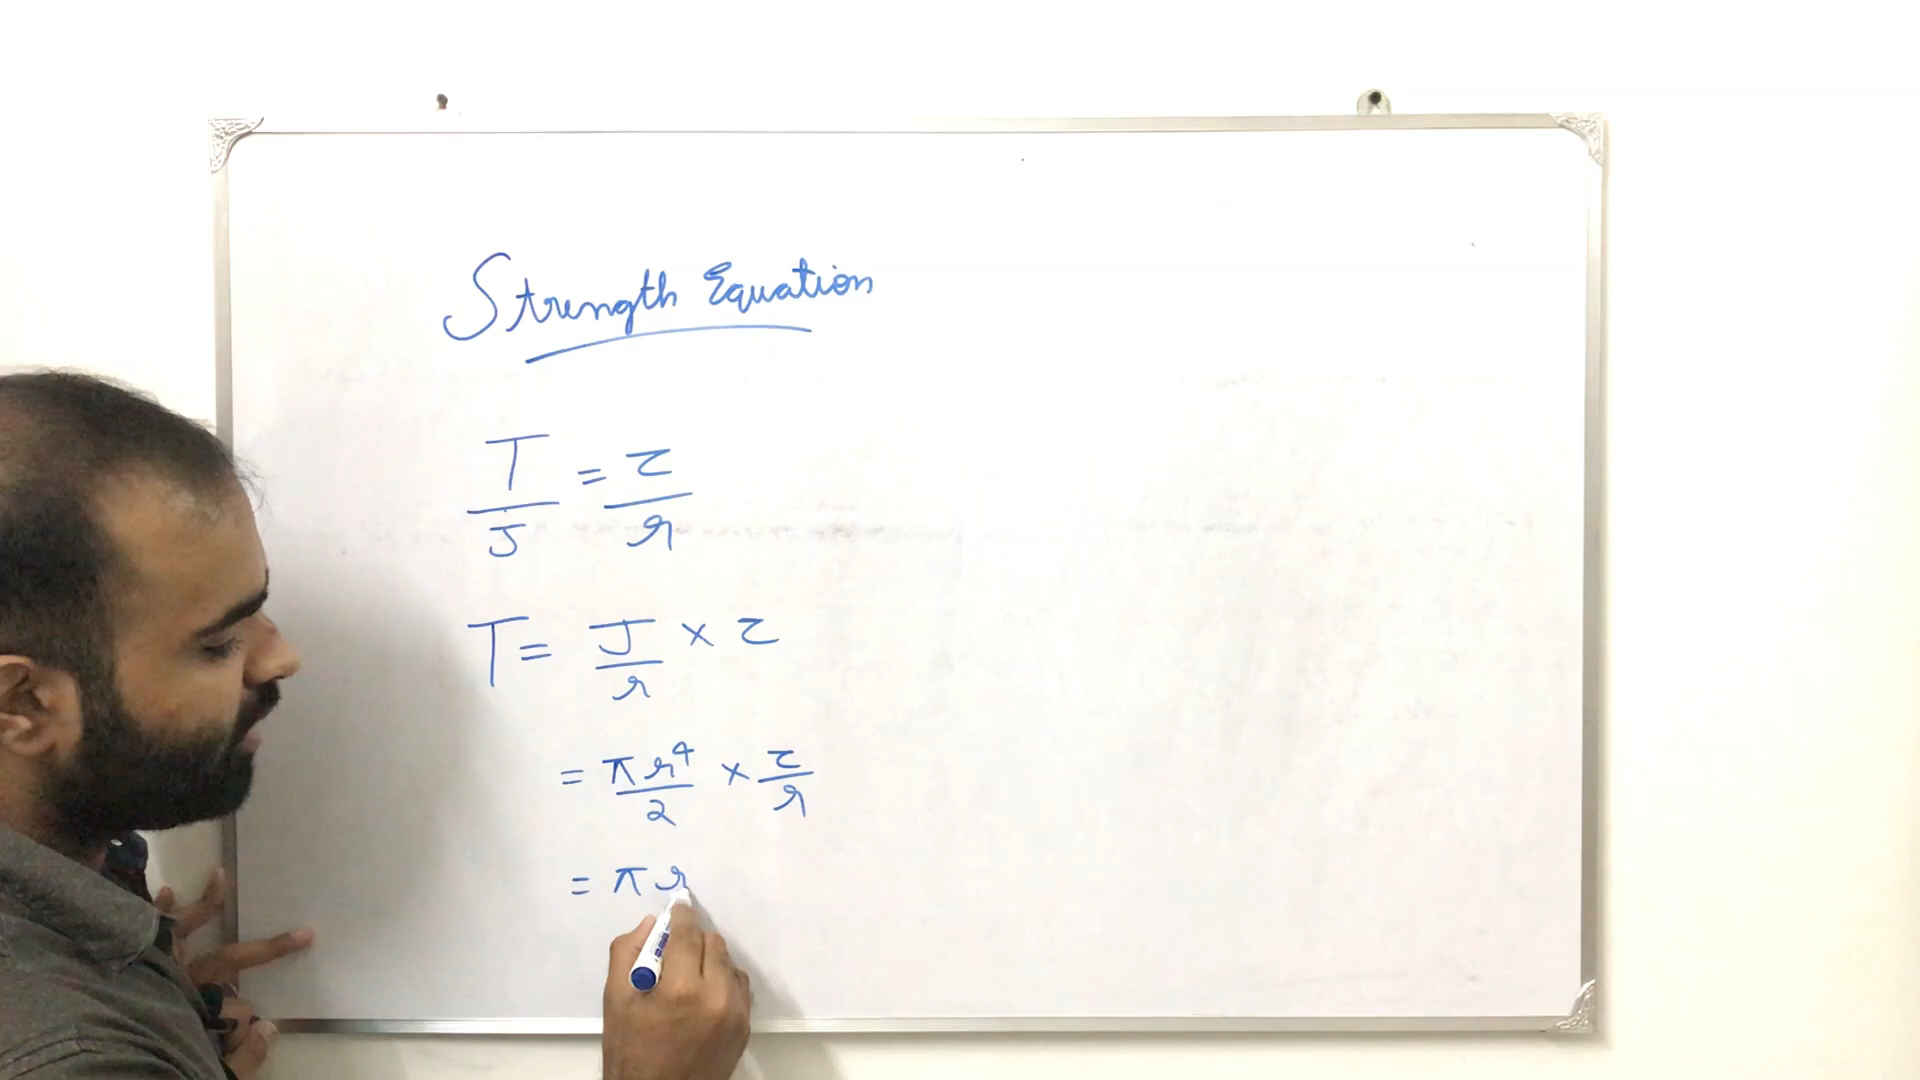 Strength Equation
T/J = τ/r
T = J/r × τ
= πr⁴/2 × τ/r
= πr